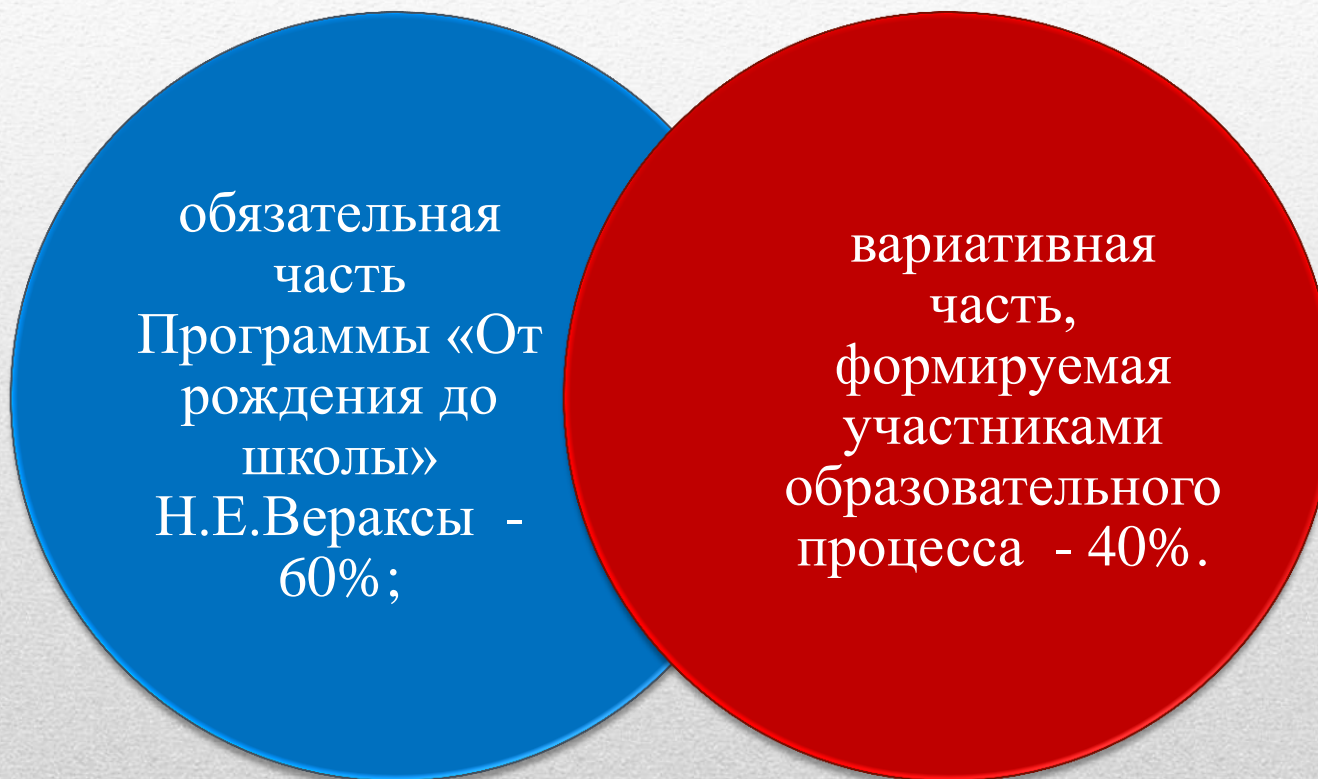 обязательная
часть
Программы «От
рождения до
школы»
Н.Е.Вераксы  -
60%;
вариативная
часть,
формируемая
участниками
образовательного
процесса  - 40%.